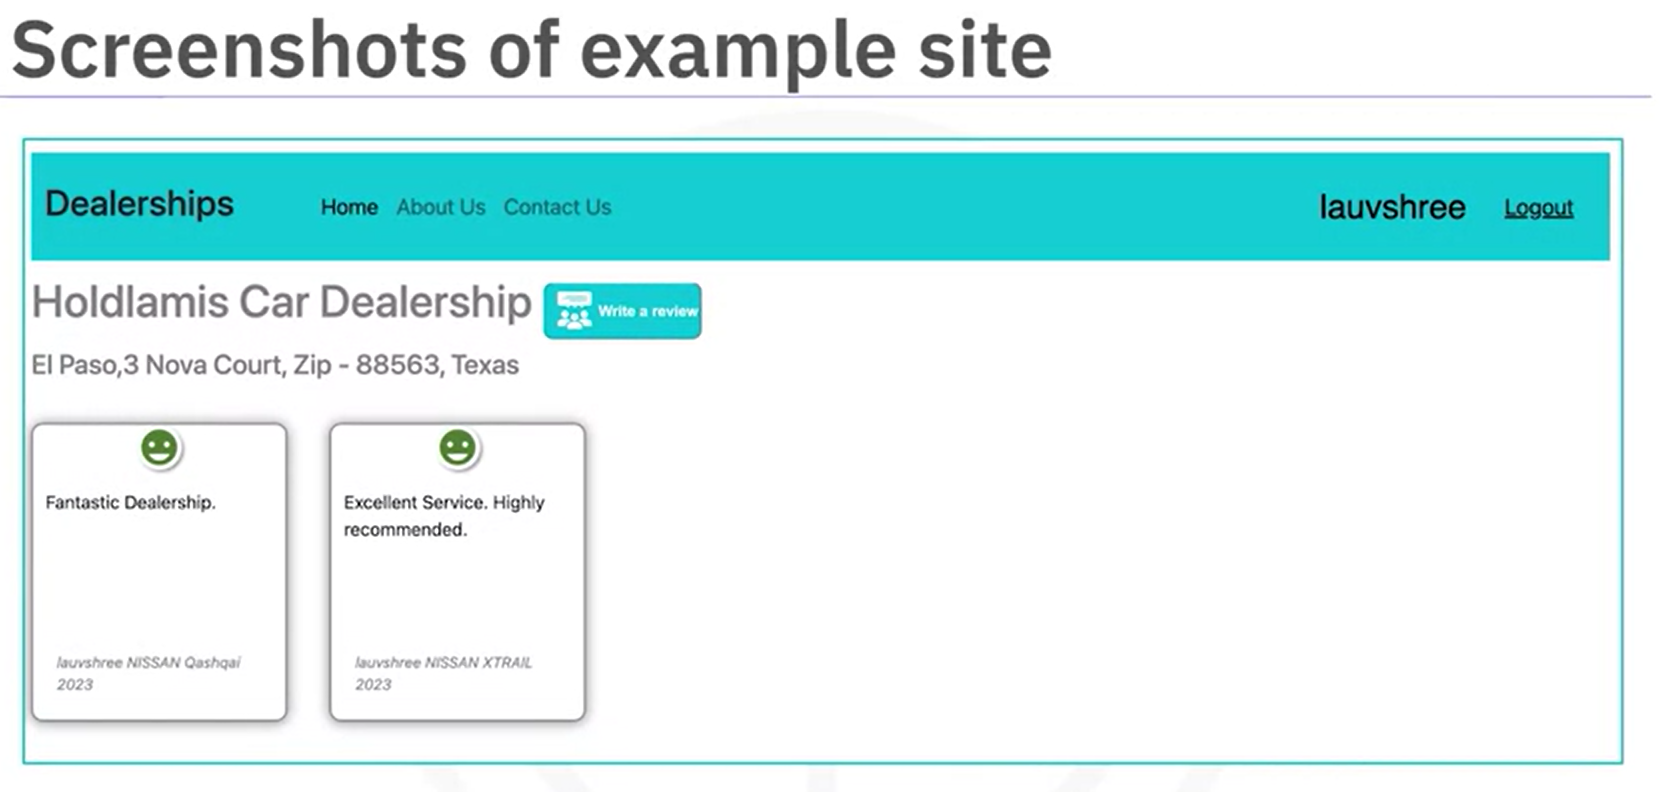 Screenshots of example site
Dealerships Home About Us Contact Us lauvshree Logout
Holdlamis Car Dealership Write a review
El Paso,3 Nova Court, Zip - 88563, Texas
Fantastic Dealership.
lauvshree NISSAN Qashqai
2023
Excellent Service. Highly
recommended.
lauvshree NISSAN XTRAIL
2023